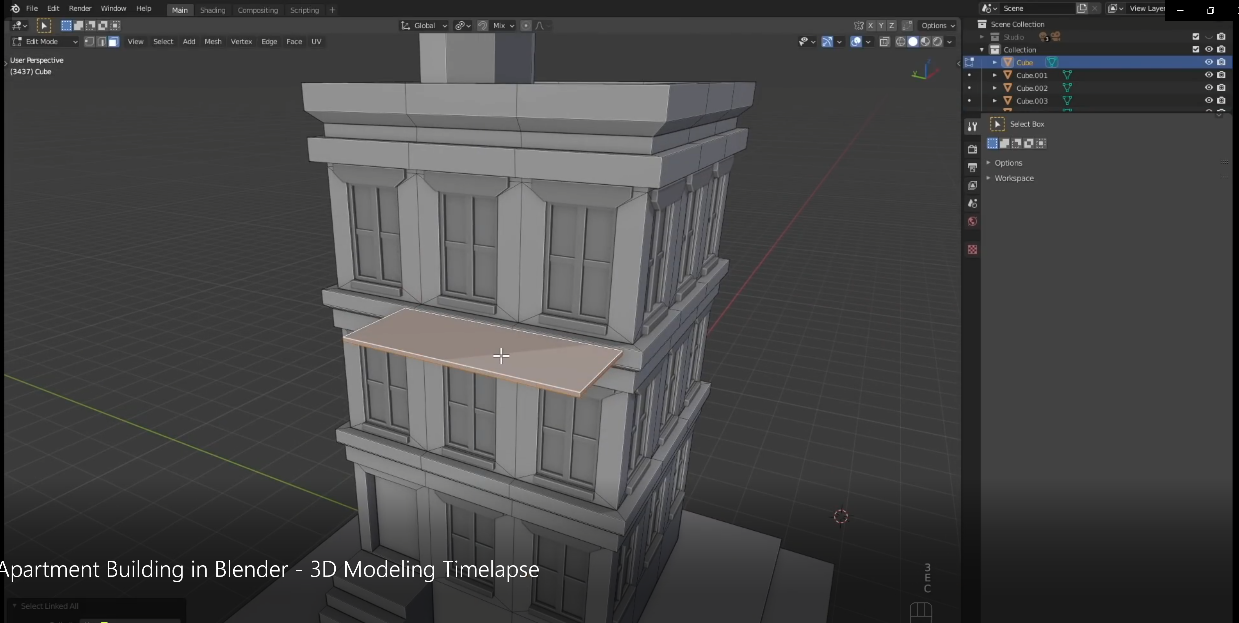 File Edit Render Window Help Main Shading Compositing Scripting + Scene View Layer
Global Mix X Y Z Options Scene Collection
Edit Mode View Select Add Mesh Vertex Edge Face UV Studio
Collection
User Perspective Cube
(3437) Cube Cube.001
Cube.002
Cube.003
Select Box
Options
Workspace
Apartment Building in Blender - 3D Modeling Timelapse
3
E
C
Select Linked All